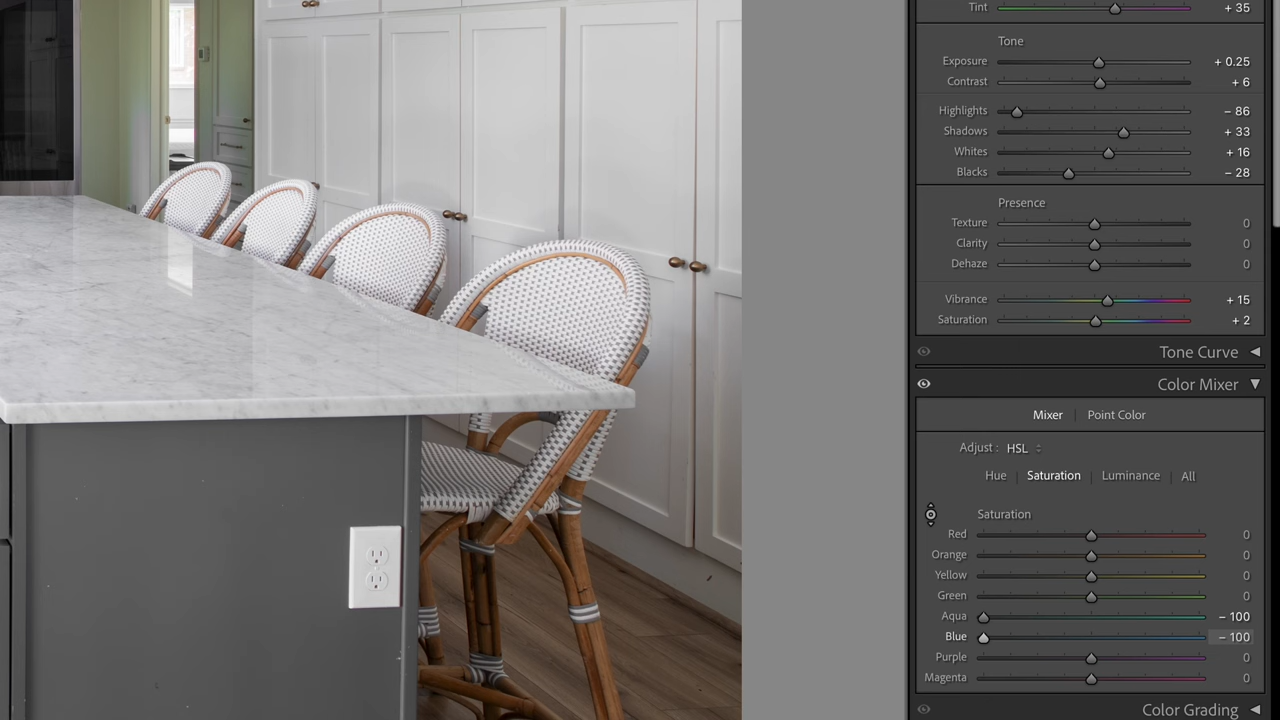 Tint + 35
Tone
Exposure + 0.25
Contrast + 6
Highlights − 86
Shadows + 33
Whites + 16
Blacks − 28
Presence
Texture 0
Clarity 0
Dehaze 0
Vibrance + 15
Saturation + 2
Tone Curve
Color Mixer
Mixer | Point Color
Adjust : HSL
Hue | Saturation | Luminance | All
Saturation
Red 0
Orange 0
Yellow 0
Green 0
Aqua − 100
Blue − 100
Purple 0
Magenta 0
Color Grading